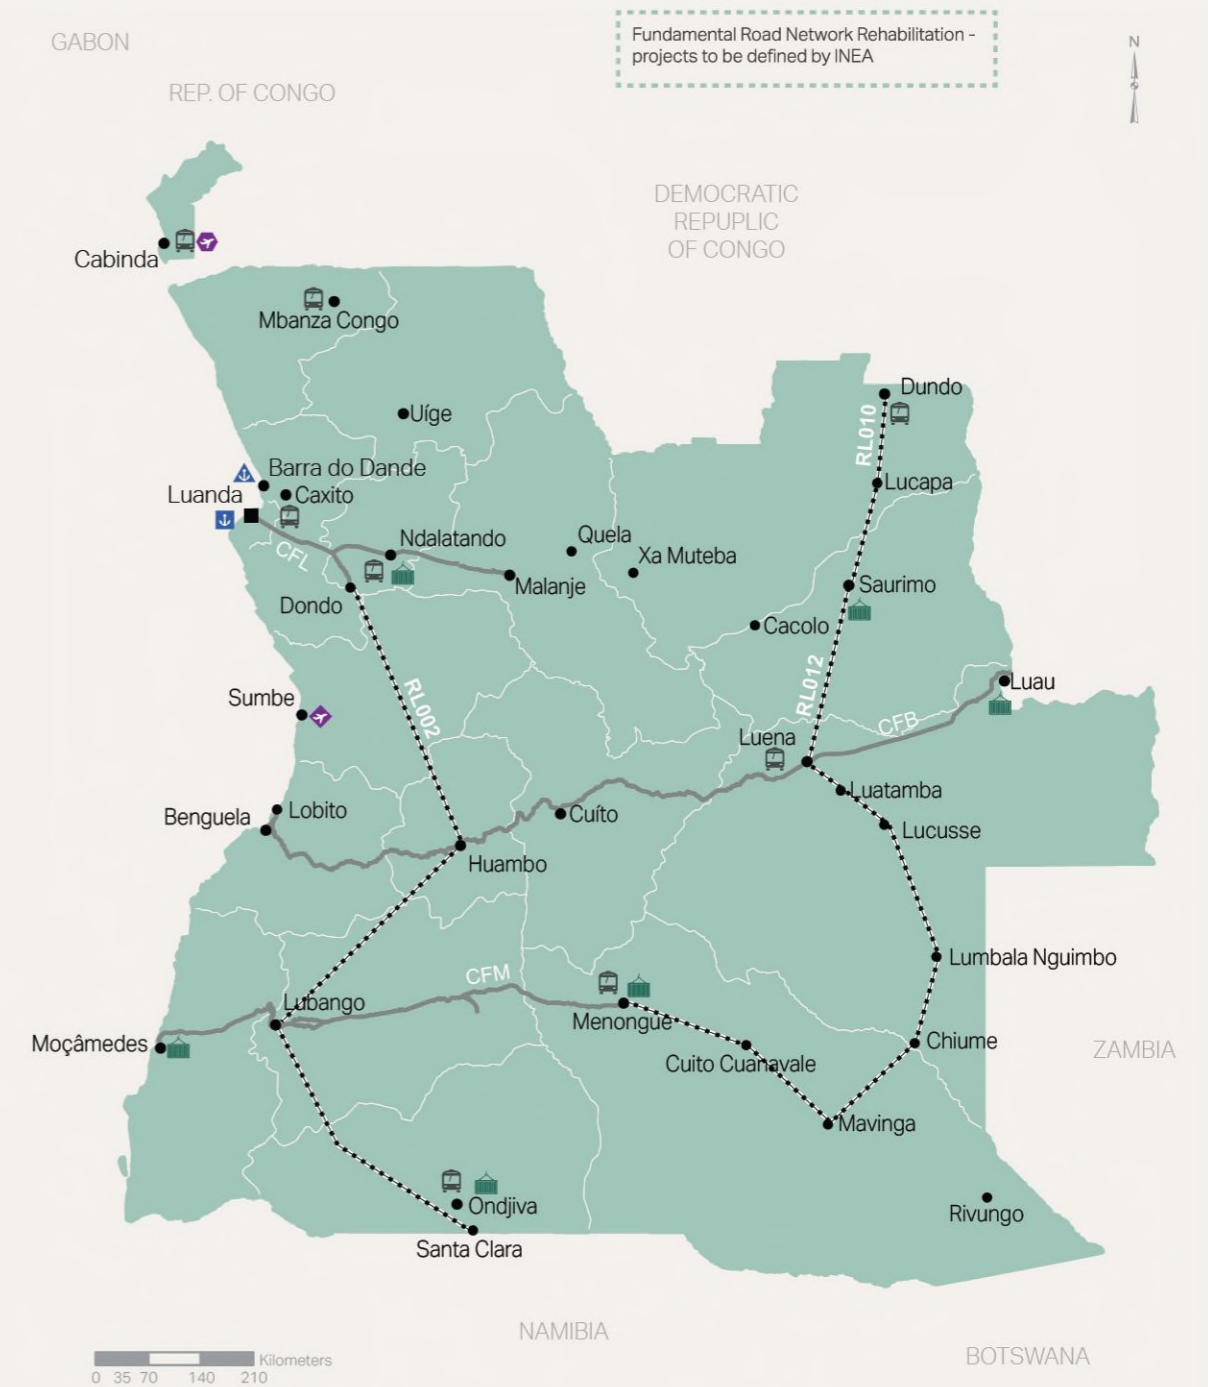 GABON
Fundamental Road Network Rehabilitation -
projects to be defined by INEA
N
REP. OF CONGO
DEMOCRATIC
REPUPLIC
OF CONGO
Cabinda
Mbanza Congo
Dundo
Uíge
RL010
Barra do Dande
Lucapa
Luanda
Caxito
Ndalatando
Quela
CFL
Xa Muteba
Malanje
Saurimo
Dondo
Cacolo
RL012
Luau
Sumbe
RL002
CFB
Luena
Luatamba
Lobito
Benguela
Cuíto
Lucusse
Huambo
Lumbala Nguimbo
CFM
Lubango
Menongue
Moçâmedes
Chiume
ZAMBIA
Cuito Cuanavale
Mavinga
Ondjiva
Rivungo
Santa Clara
NAMIBIA
BOTSWANA
Kilometers
0 35 70 140 210